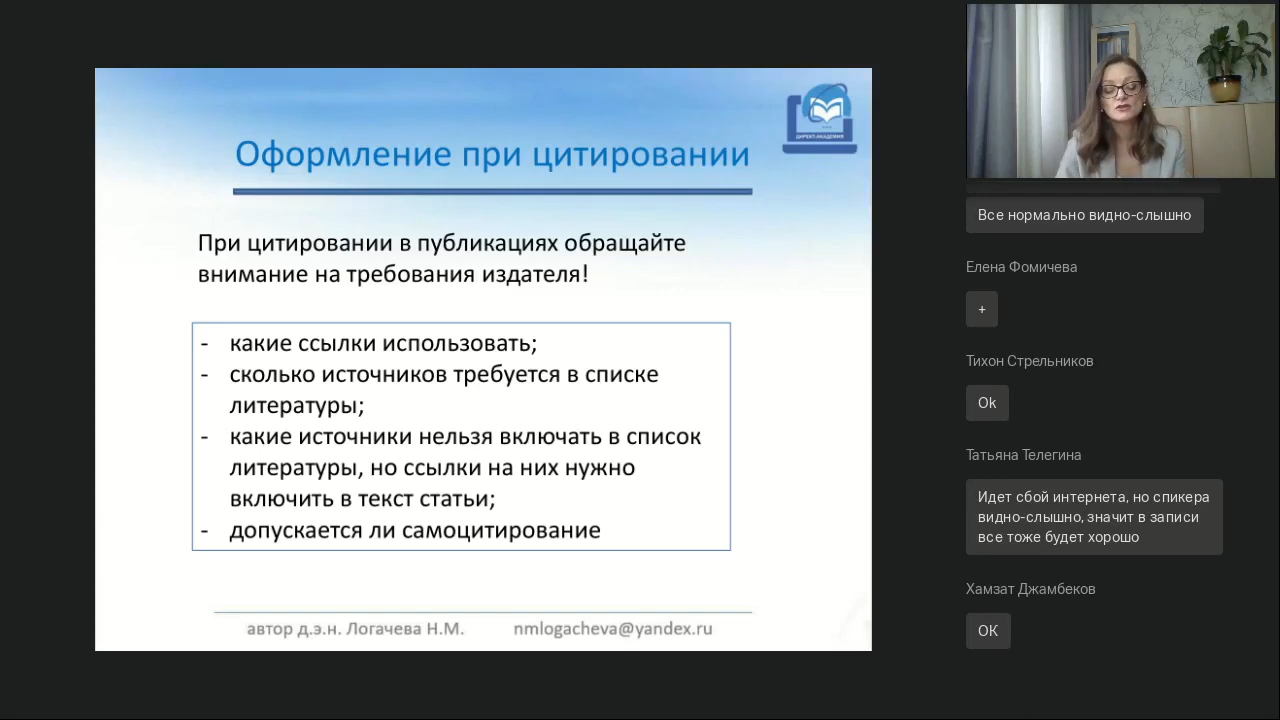 ДИРЕКТ-АКАДЕМИЯ
Оформление при цитировании
При цитировании в публикациях обращайте
внимание на требования издателя!
- какие ссылки использовать;
- сколько источников требуется в списке
литературы;
- какие источники нельзя включать в список
литературы, но ссылки на них нужно
включить в текст статьи;
- допускается ли самоцитирование
автор д.э.н. Логачева Н.М. nmlogacheva@yandex.ru
Все нормально видно-слышно
Елена Фомичева
+
Тихон Стрельников
Ok
Татьяна Телегина
Идет сбой интернета, но спикера
видно-слышно, значит в записи
все тоже будет хорошо
Хамзат Джамбеков
ОК